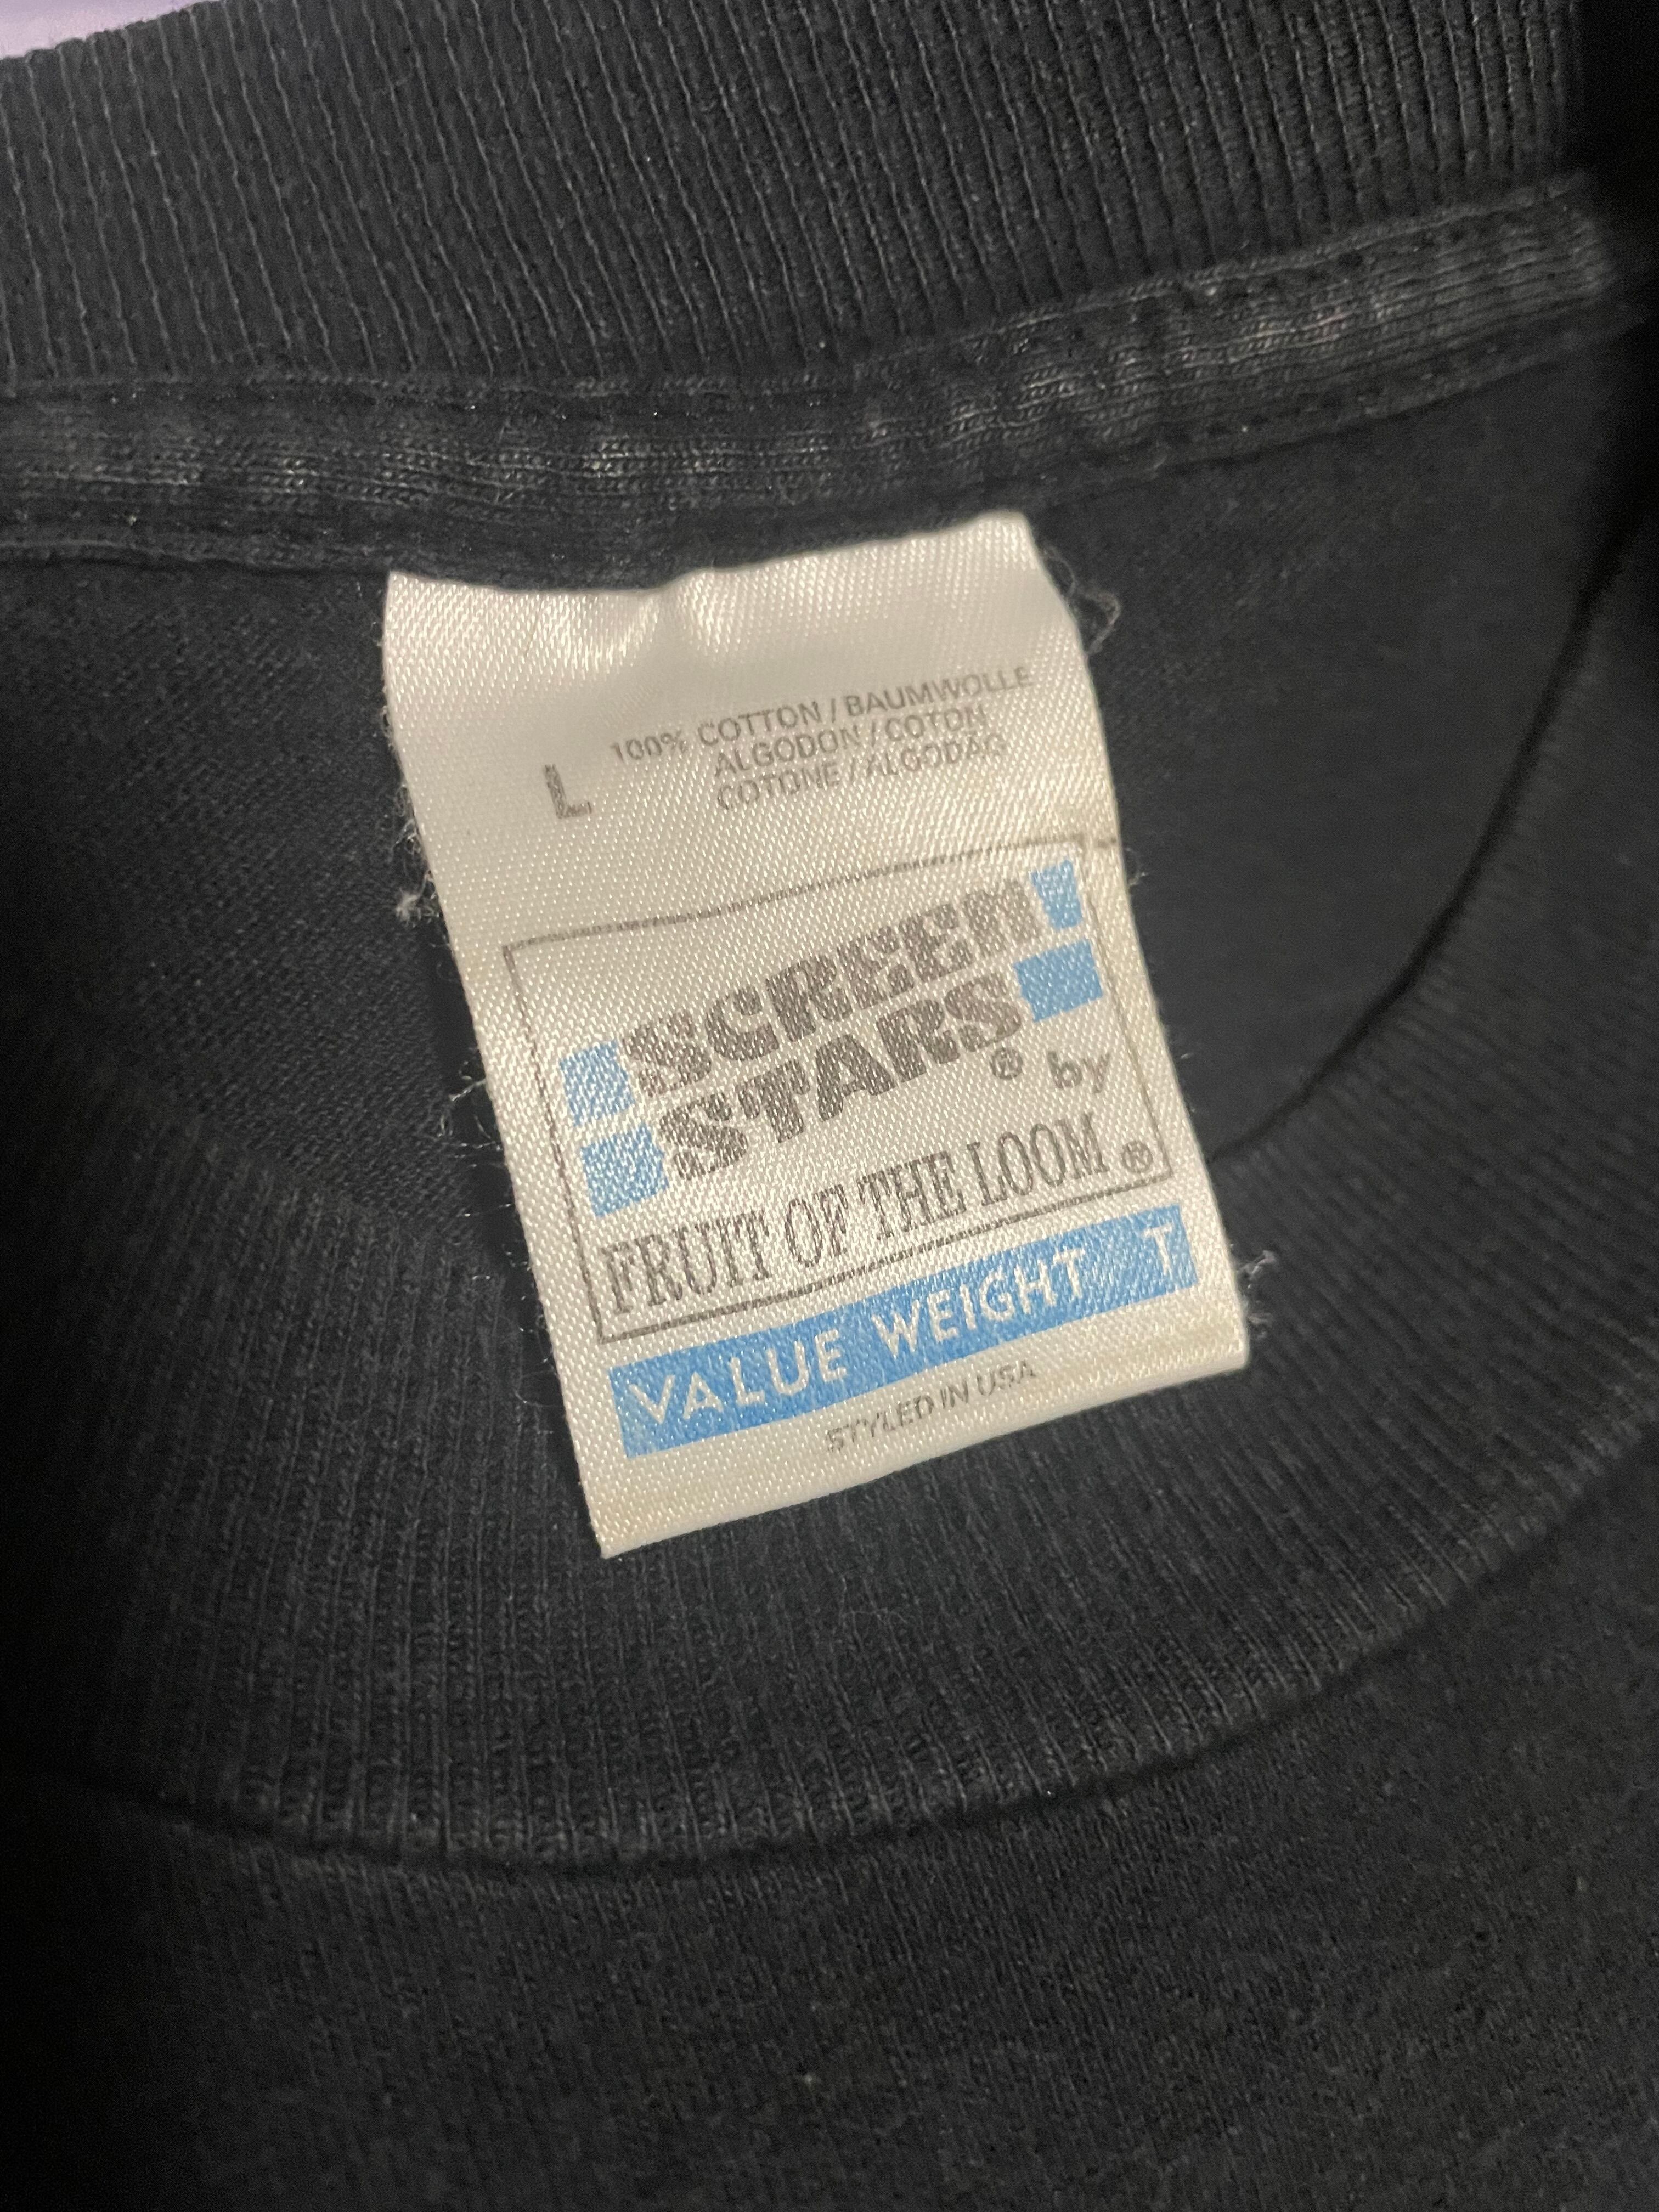 L
100% COTTON / BAUMWOLLE
ALGODON / COTON
COTONE / ALGODÃO
SCREEN
STARS® by
FRUIT OF THE LOOM®
VALUE WEIGHT T
STYLED IN USA